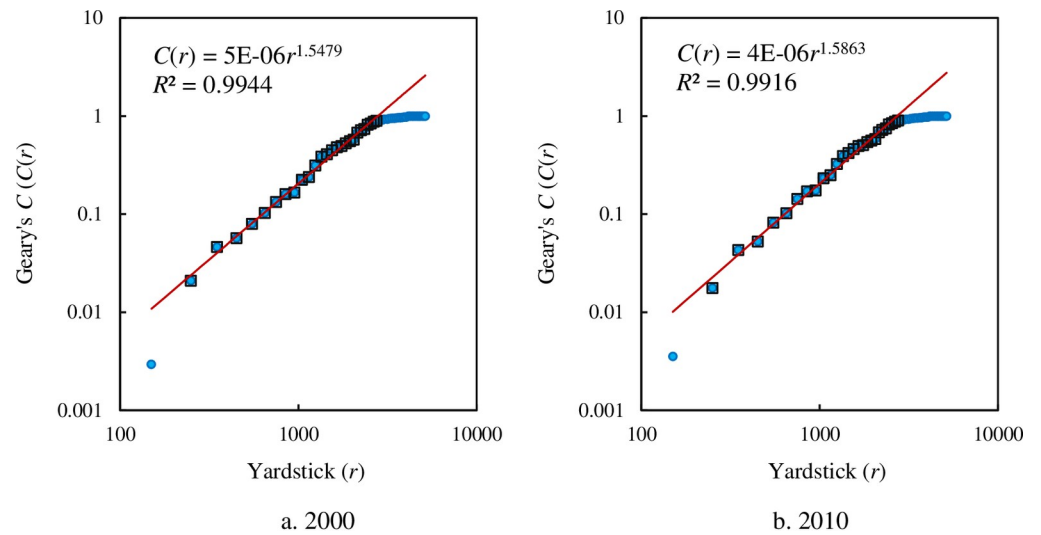 10
1
0.1
0.01
0.001
C(r) = 5E-06r^1.5479
R² = 0.9944
Geary's C (C(r)
100
1000
10000
Yardstick (r)
a. 2000
10
1
0.1
0.01
0.001
C(r) = 4E-06r^1.5863
R² = 0.9916
Geary's C (C(r)
100
1000
10000
Yardstick (r)
b. 2010